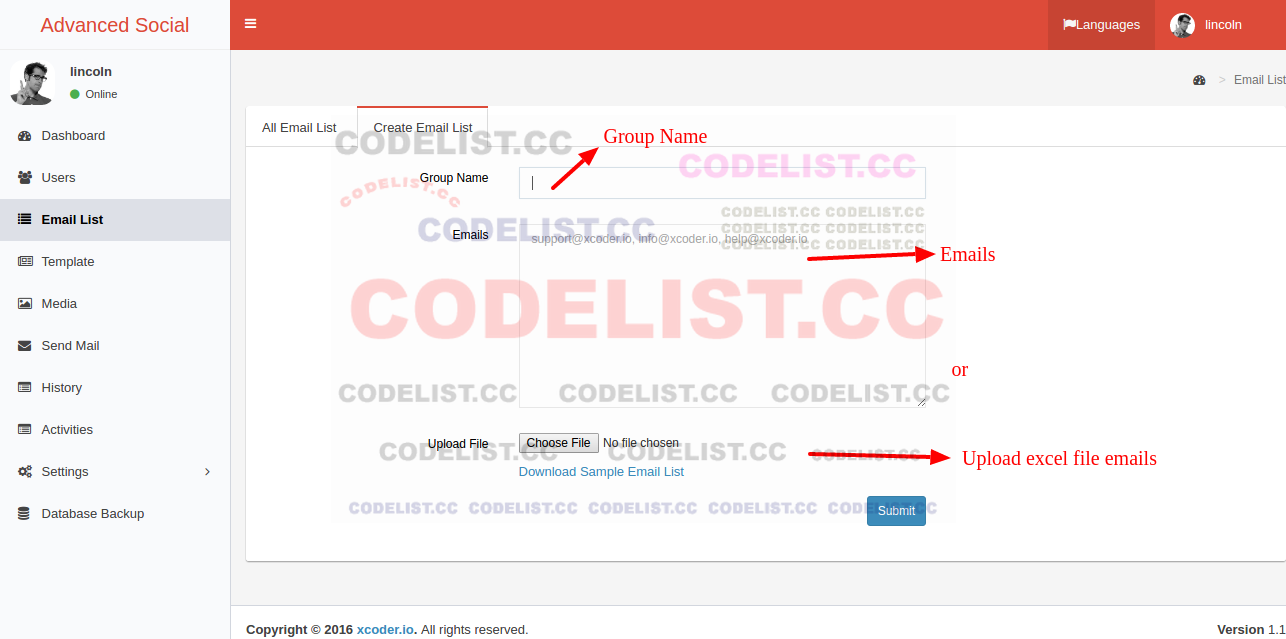 Advanced Social
Languages
lincoln
lincoln
Online
Email List
Dashboard
Users
Email List
Template
Media
Send Mail
History
Activities
Settings
Database Backup
All Email List
Create Email List
CODELIST.CC
Group Name
CODELIST.CC
Group Name
CODELIST.CC
CODELIST.CC CODELIST.CC
CODELIST.CC
Emails
CODELIST.CC CODELIST.CC
support@xcoder.io, info@xcoder.io, help@xcoder.io
CODELIST.CC CODELIST.CC
Emails
CODELIST.CC
or
CODELIST.CC CODELIST.CC CODELIST.CC
Upload File
Choose File No file chosen
CODELIST.CC CODELIST.CC CODELIST.CC
Upload excel file emails
Download Sample Email List
CODELIST.CC CODELIST.CC CODELIST.CC CODELIST.CC CODELIST.CC
Submit
Copyright © 2016 xcoder.io. All rights reserved.
Version 1.1